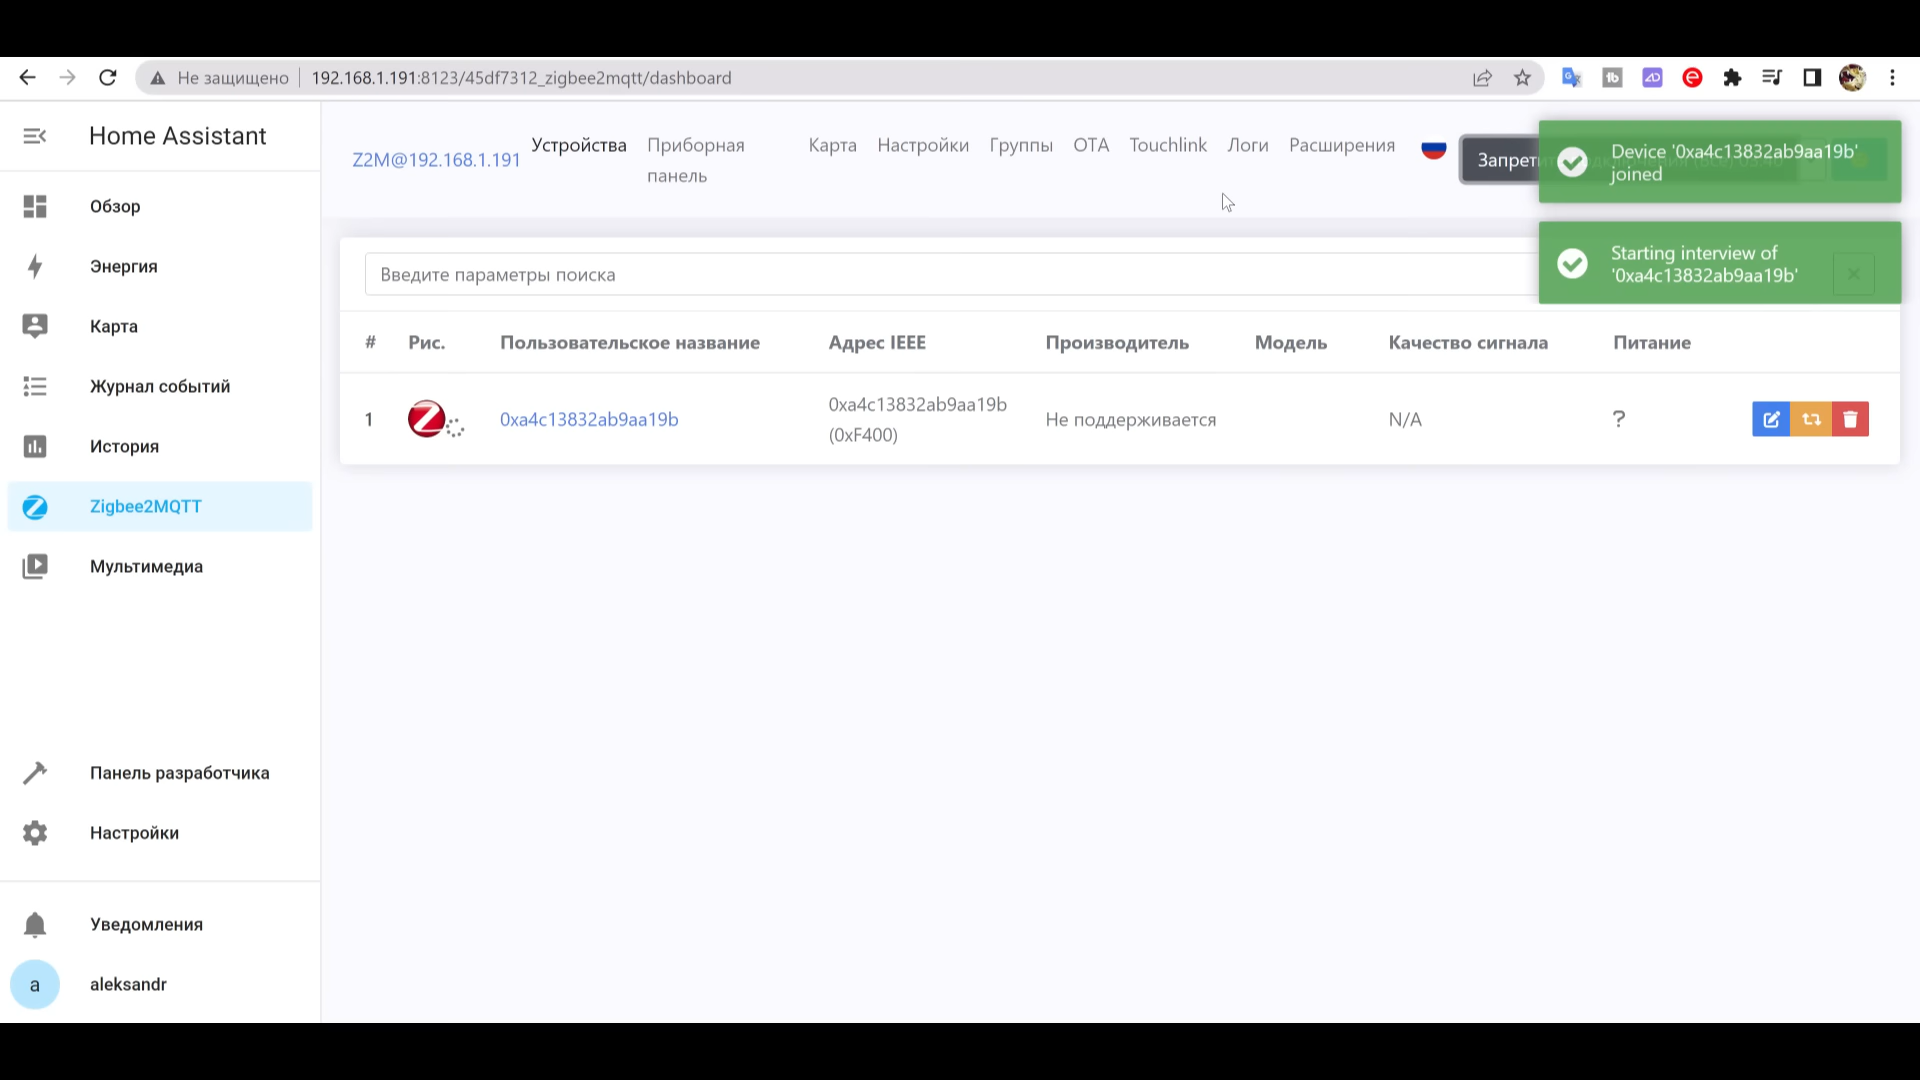 Не защищено
192.168.1.191:8123/45df7312_zigbee2mqtt/dashboard
Home Assistant
Обзор
Энергия
Карта
Журнал событий
История
Zigbee2MQTT
Мультимедиа
Панель разработчика
Настройки
Уведомления
a
aleksandr
Z2M@192.168.1.191
Устройства
Приборная
панель
Карта
Настройки
Группы
OTA
Touchlink
Логи
Расширения
Device '0xa4c13832ab9aa19b'
joined
Starting interview of
'0xa4c13832ab9aa19b'
Введите параметры поиска
# Рис. Пользовательское название Адрес IEEE Производитель Модель Качество сигнала Питание
1 0xa4c13832ab9aa19b
0xa4c13832ab9aa19b
(0xF400)
Не поддерживается
N/A
?